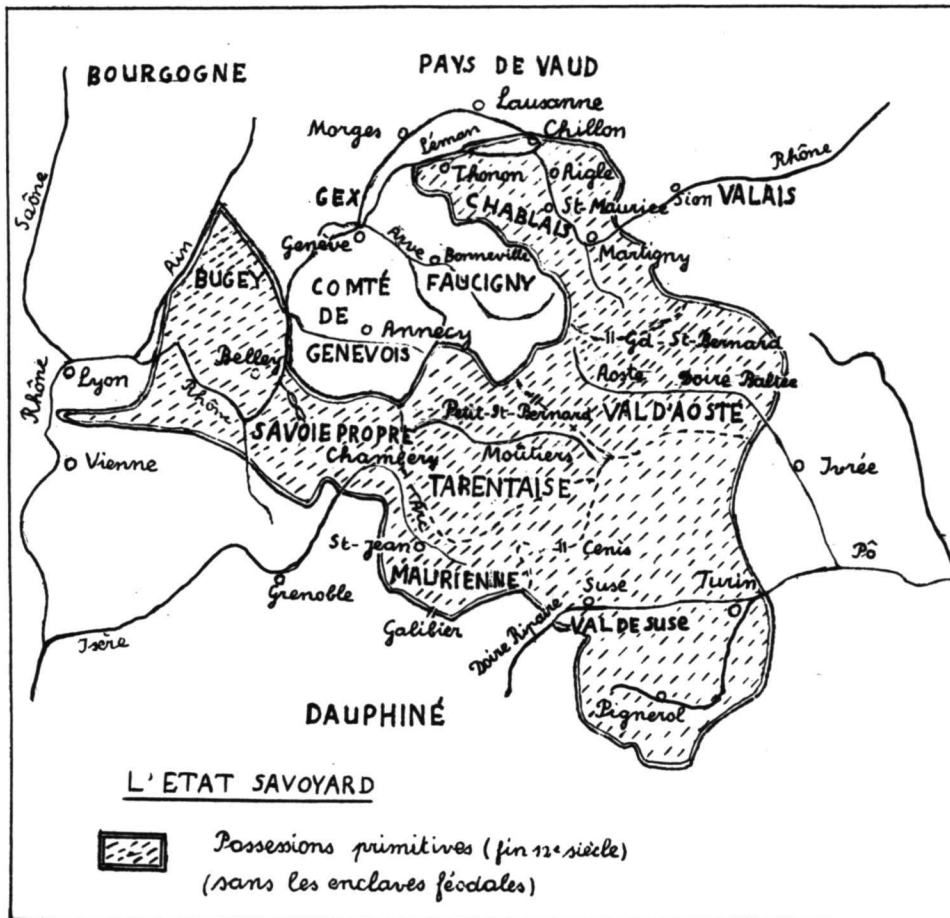 BOURGOGNE
PAYS DE VAUD
Lausanne
Morges
Léman
Chillon
Rhône
Saône
Thonon
Aigle
GEX
CHABLAIS
St-Maurice
Sion
VALAIS
Genève
Arve
Bonneville
Martigny
Ain
BUGEY
COMTÉ
DE
GENEVOIS
FAUCIGNY
Annecy
Gd-St-Bernard
Rhône
Lyon
Belley
Rhône
Aoste
Doire Baltée
Petit-St-Bernard
VAL D'AOSTE
SAVOIE PROPRE
Vienne
Chambéry
Moûtiers
Ivrée
TARENTAISE
Arc
St-Jean
Cenis
Pô
MAURIENNE
Suse
Turin
Grenoble
Galibier
Doire Ripaire
VAL DE SUSE
Isère
Pignerol
DAUPHINÉ
L'ETAT SAVOYARD
Possessions primitives (fin 12e siècle)
(sans les enclaves féodales)